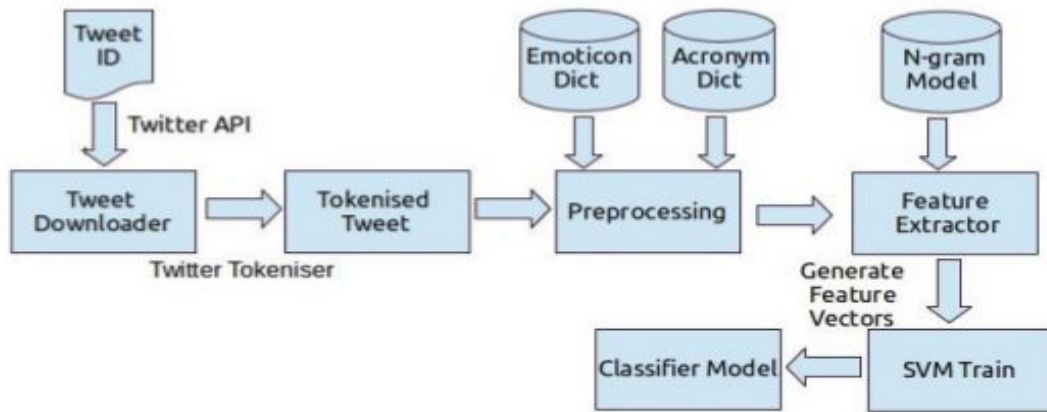 Tweet
ID
Emoticon
Dict
Acronym
Dict
N-gram
Model
Twitter API
Tweet
Downloader
Tokenised
Tweet
Preprocessing
Feature
Extractor
Twitter Tokeniser
Generate
Feature
Vectors
Classifier Model
SVM Train